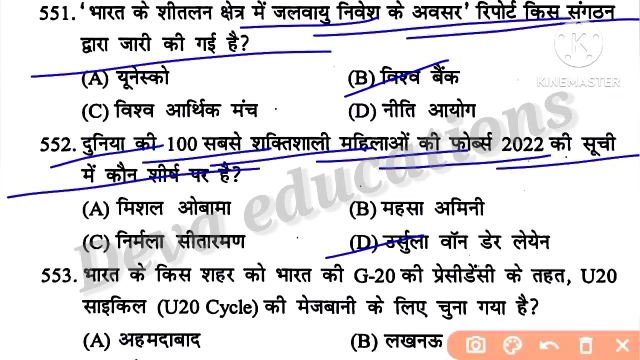 551. 'भारत के शीतलन क्षेत्र में जलवायु निवेश के अवसर' रिपोर्ट किस संगठन
द्वारा जारी की गई है?
(A) यूनेस्को (B) विश्व बैंक
(C) विश्व आर्थिक मंच (D) नीति आयोग
552. दुनिया की 100 सबसे शक्तिशाली महिलाओं की फोर्ब्स 2022 की सूची
में कौन शीर्ष पर है?
(A) मिशल ओबामा (B) महसा अमिनी
(C) निर्मला सीतारमण (D) उर्सुला वॉन डेर लेयेन
553. भारत के किस शहर को भारत की G-20 की प्रेसीडेंसी के तहत, U20
साइकिल (U20 Cycle) की मेजबानी के लिए चुना गया है?
(A) अहमदाबाद (B) लखनऊ
Deva educations
KINEMASTER